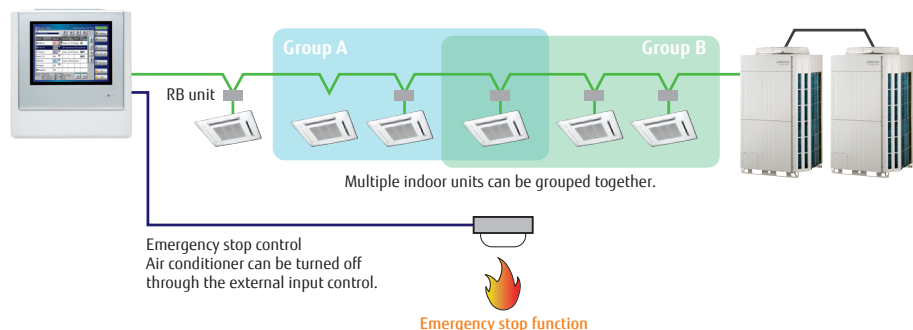 Group A
Group B
RB unit
Multiple indoor units can be grouped together.
Emergency stop control
Air conditioner can be turned off
through the external input control.
Emergency stop function